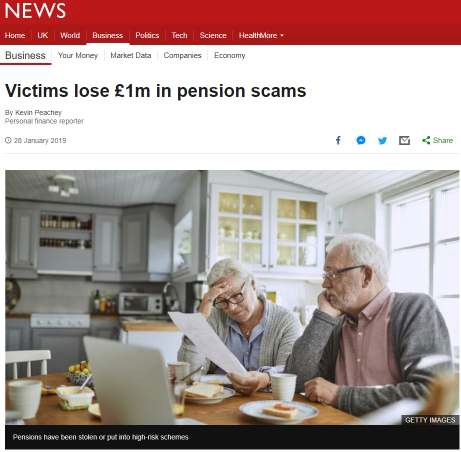 NEWS
Home UK World Business Politics Tech Science Health More
Business Your Money Market Data Companies Economy
Victims lose £1m in pension scams
By Kevin Peachey
Personal finance reporter
28 January 2019
Share
GETTY IMAGES
Pensions have been stolen or put into high-risk schemes